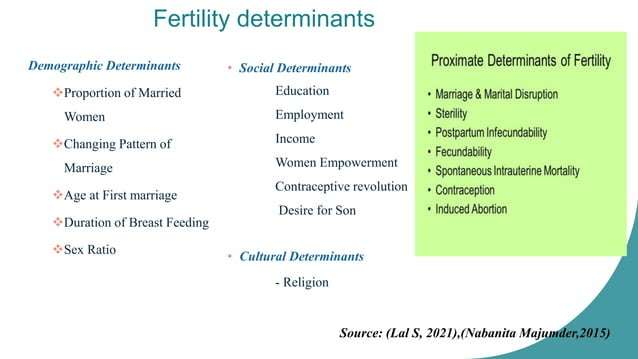 Fertility determinants
Demographic Determinants
❖Proportion of Married
Women
❖Changing Pattern of
Marriage
❖Age at First marriage
❖Duration of Breast Feeding
❖Sex Ratio
• Social Determinants
Education
Employment
Income
Women Empowerment
Contraceptive revolution
Desire for Son
• Cultural Determinants
- Religion
Proximate Determinants of Fertility
• Marriage & Marital Disruption
• Sterility
• Postpartum Infecundability
• Fecundability
• Spontaneous Intrauterine Mortality
• Contraception
• Induced Abortion
Source: (Lal S, 2021),(Nabanita Majumder,2015)